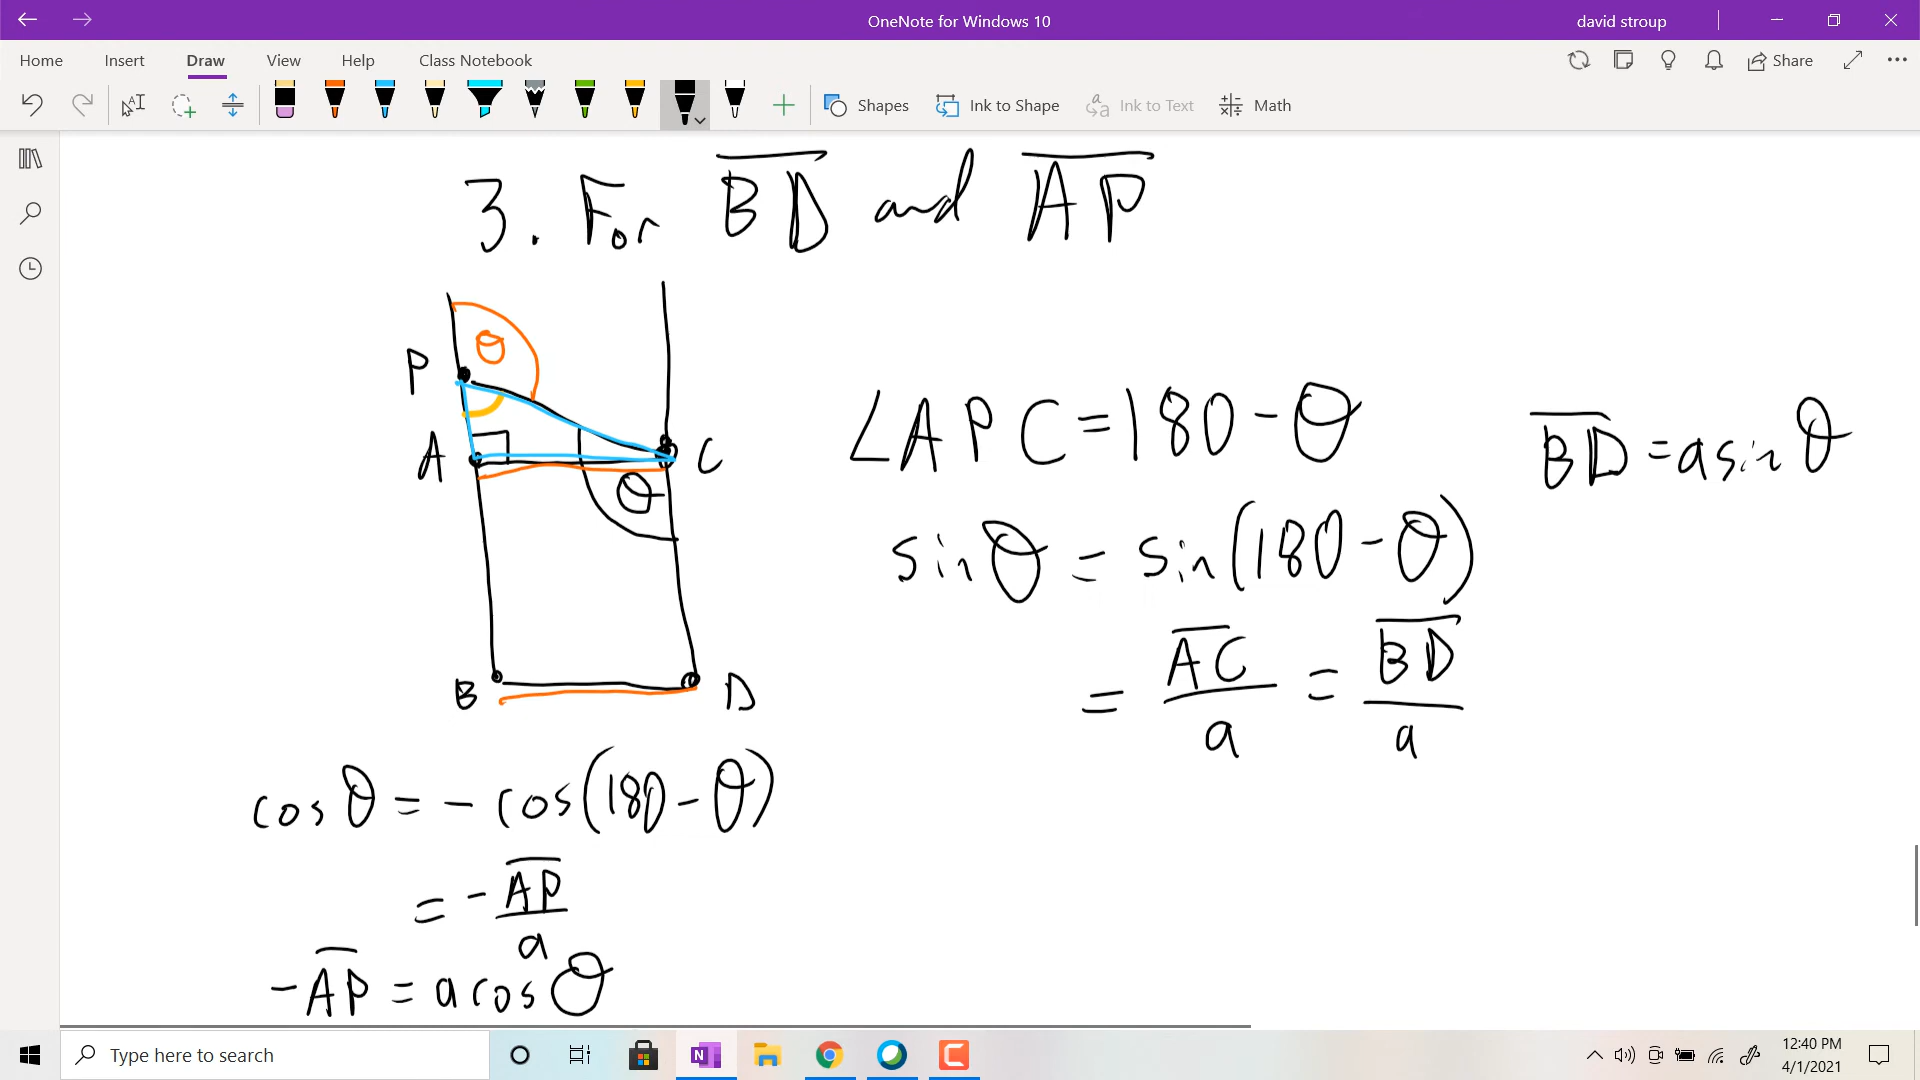 OneNote for Windows 10
david stroup
Home Insert Draw View Help Class Notebook
Share
Shapes Ink to Shape Ink to Text Math
3. For BD and AP
θ
P
A
C
θ
B
D
∠APC = 180 - θ
BD = a sin θ
sin θ = sin(180 - θ)
= AC/a = BD/a
cos θ = - cos(180 - θ)
= - AP/a
- AP = a cos θ
Type here to search
12:40 PM
4/1/2021